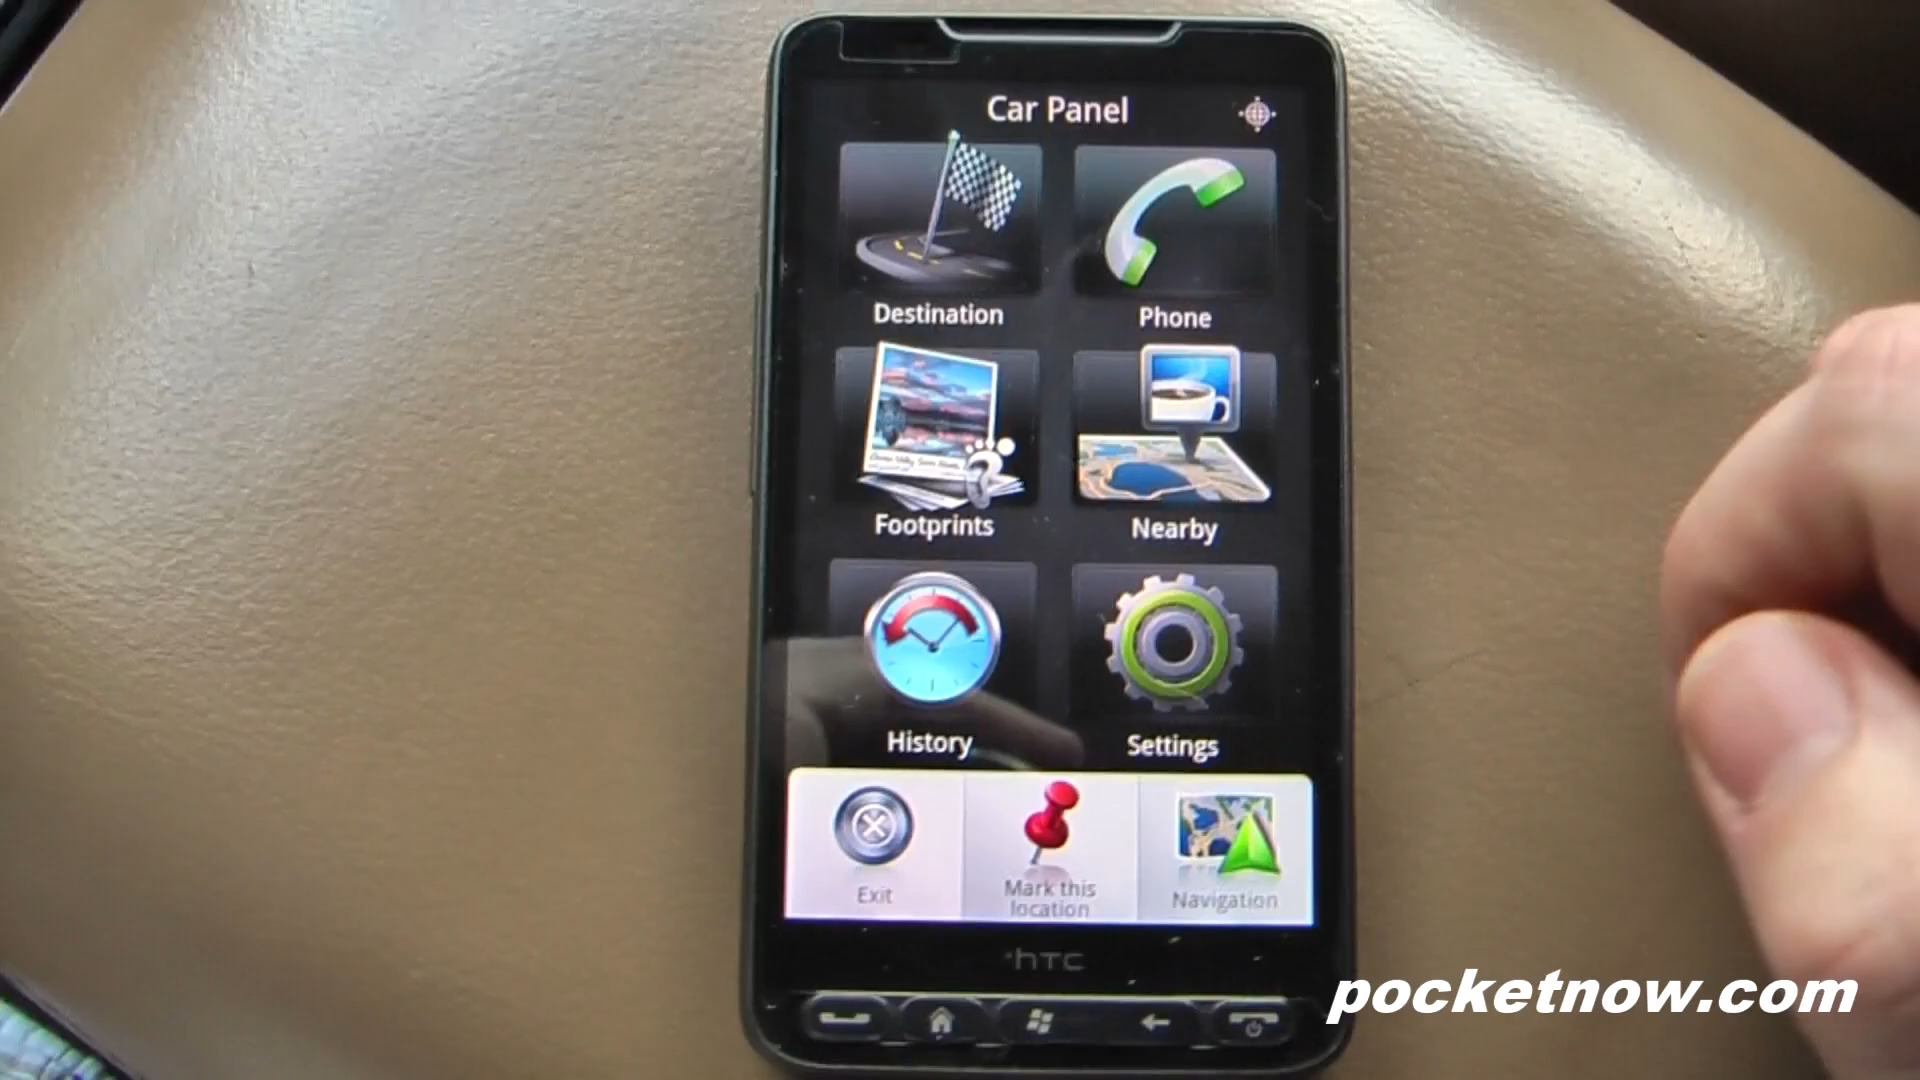 Car Panel
Destination
Phone
Footprints
Nearby
History
Settings
Exit
Mark this
location
Navigation
hTC
pocketnow.com